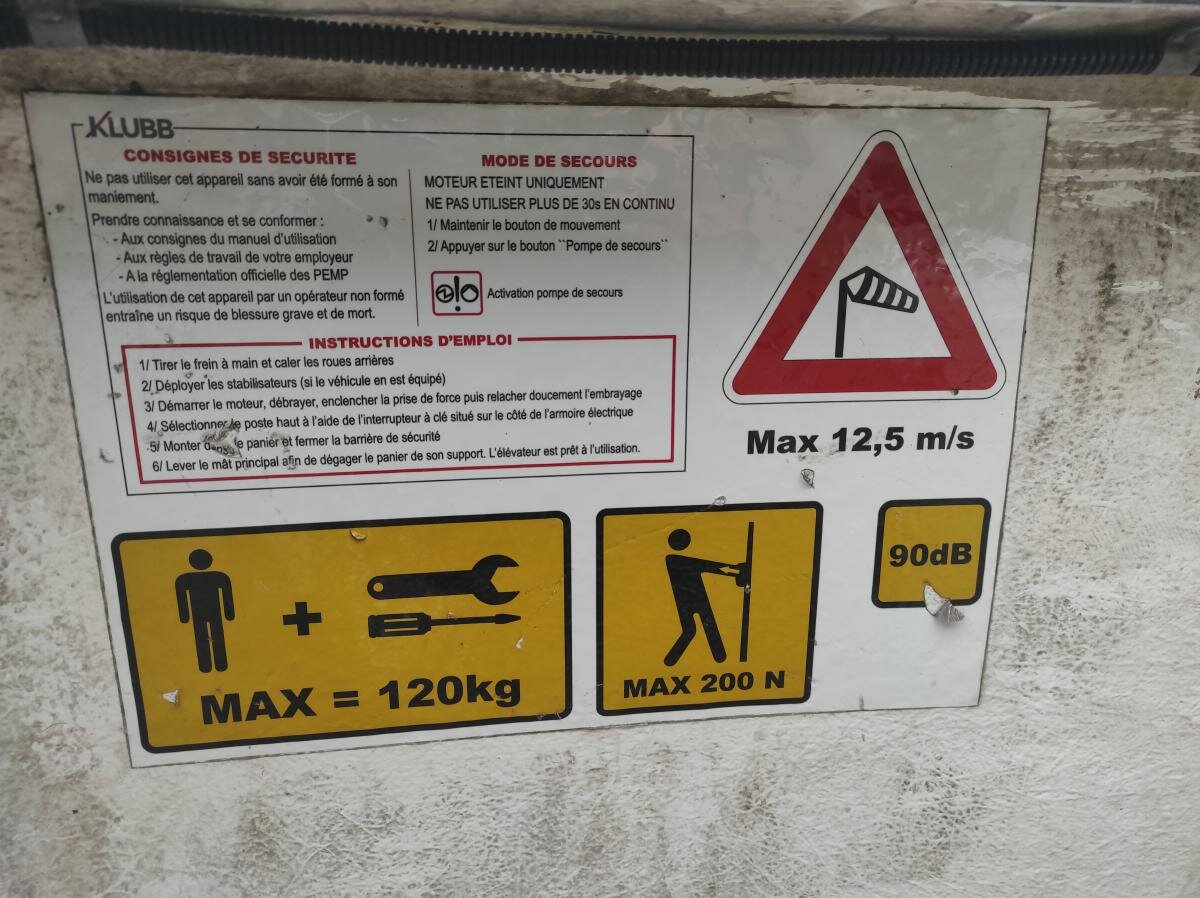 KLUBB
CONSIGNES DE SECURITE
Ne pas utiliser cet appareil sans avoir été formé à son
maniement.
Prendre connaissance et se conformer :
- Aux consignes du manuel d'utilisation
- Aux règles de travail de votre employeur
- A la réglementation officielle des PEMP
L'utilisation de cet appareil par un opérateur non formé
entraîne un risque de blessure grave et de mort.
MODE DE SECOURS
MOTEUR ETEINT UNIQUEMENT
NE PAS UTILISER PLUS DE 30s EN CONTINU
1/ Maintenir le bouton de mouvement
2/ Appuyer sur le bouton ``Pompe de secours``
Activation pompe de secours
INSTRUCTIONS D'EMPLOI
1/ Tirer le frein à main et caler les roues arrières
2/ Déployer les stabilisateurs (si le véhicule en est équipé)
3/ Démarrer le moteur, débrayer, enclencher la prise de force puis relacher doucement l'embrayage
4/ Sélectionner le poste haut à l'aide de l'interrupteur à clé situé sur le côté de l'armoire électrique
5/ Monter le panier et fermer la barrière de sécurité
6/ Lever le mât principal afin de dégager le panier de son support. L'élévateur est prêt à l'utilisation.
Max 12,5 m/s
MAX = 120kg
MAX 200 N
90dB